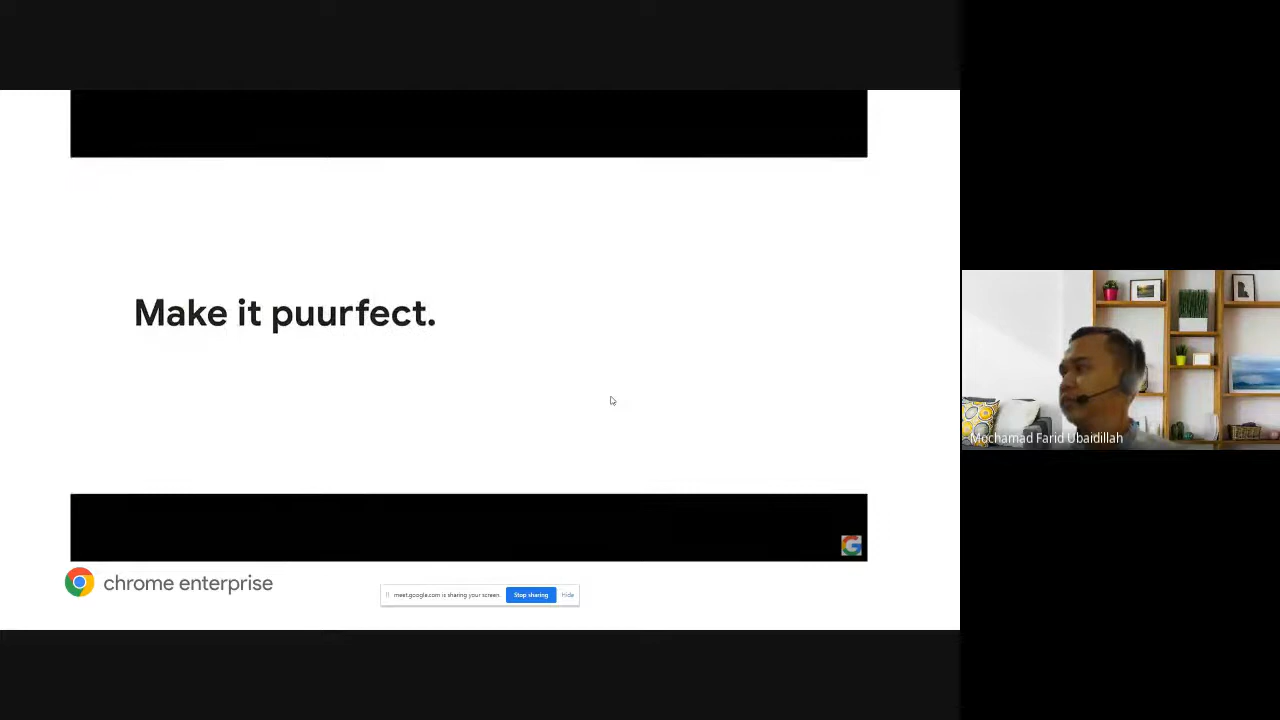 Make it puurfect.
Mochamad Farid Ubaidillah
chrome enterprise
meet.google.com is sharing your screen.
Stop sharing
Hide